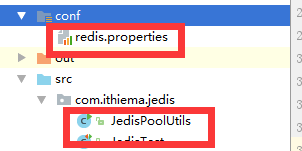 conf
redis.properties
out
src
com.ithiema.jedis
JedisPoolUtils
JedisTest